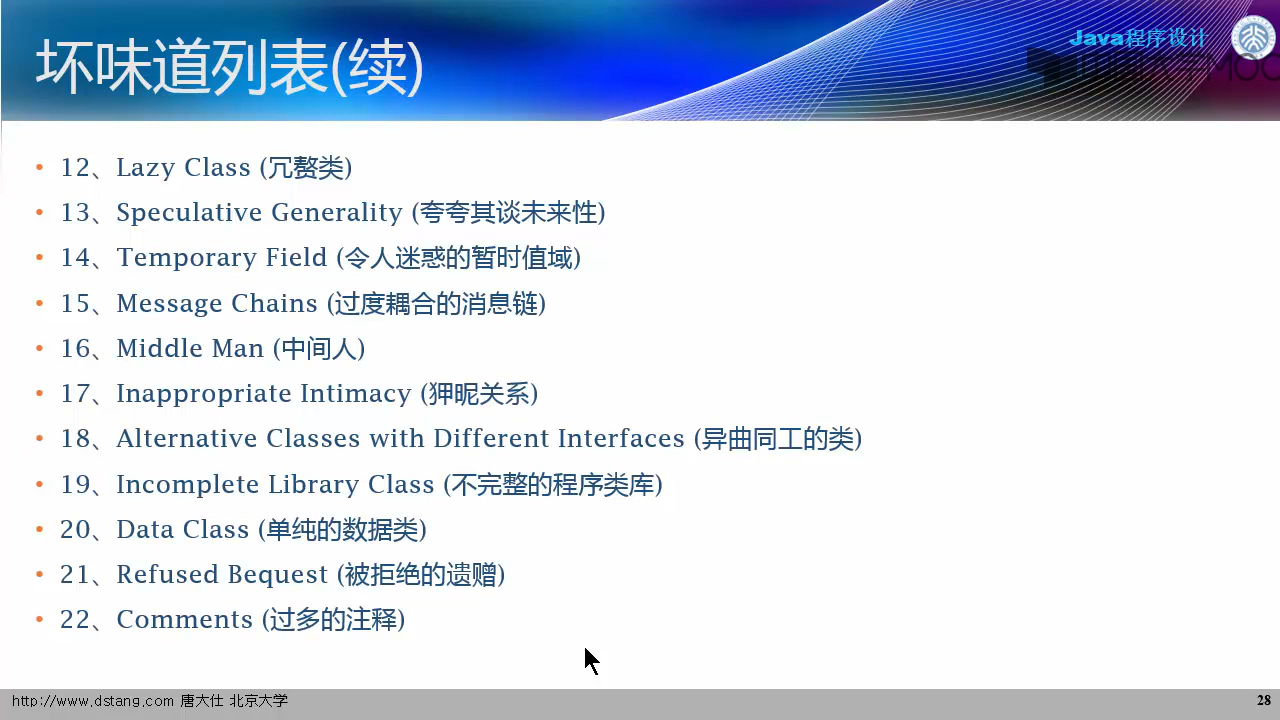 坏味道列表(续)
Java程序设计
• 12、Lazy Class (冗赘类)
• 13、Speculative Generality (夸夸其谈未来性)
• 14、Temporary Field (令人迷惑的暂时值域)
• 15、Message Chains (过度耦合的消息链)
• 16、Middle Man (中间人)
• 17、Inappropriate Intimacy (狎昵关系)
• 18、Alternative Classes with Different Interfaces (异曲同工的类)
• 19、Incomplete Library Class (不完整的程序类库)
• 20、Data Class (单纯的数据类)
• 21、Refused Bequest (被拒绝的遗赠)
• 22、Comments (过多的注释)
http://www.dstang.com 唐大仕 北京大学
28